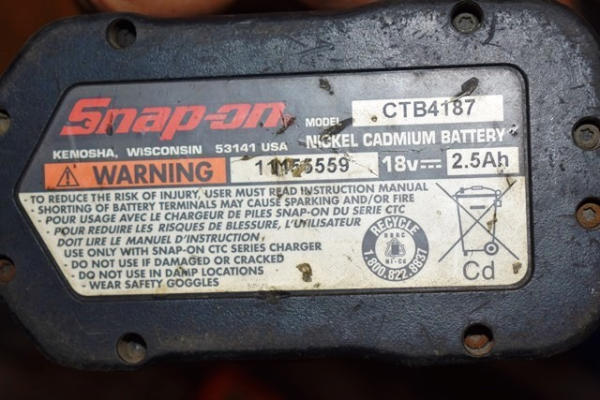 Snap-on
MODEL CTB4187
KENOSHA, WISCONSIN 53141 USA
NICKEL CADMIUM BATTERY
WARNING
18v 2.5Ah
- TO REDUCE THE RISK OF INJURY, USER MUST READ INSTRUCTION MANUAL
- SHORTING OF BATTERY TERMINALS MAY CAUSE SPARKING AND/OR FIRE
- POUR USAGE AVEC LE CHARGEUR DE PILES SNAP-ON DU SERIE CTC
- POUR REDUIRE LES RISQUES DE BLESSURE, L'UTILISATEUR
DOIT LIRE LE MANUEL D'INSTRUCTION
USE ONLY WITH SNAP-ON CTC SERIES CHARGER
- DO NOT USE IF DAMAGED OR CRACKED
- DO NOT USE IN DAMP LOCATIONS
- WEAR SAFETY GOGGLES
RECYCLE
RBRC
Ni-Cd
1.800.822.8837
Cd